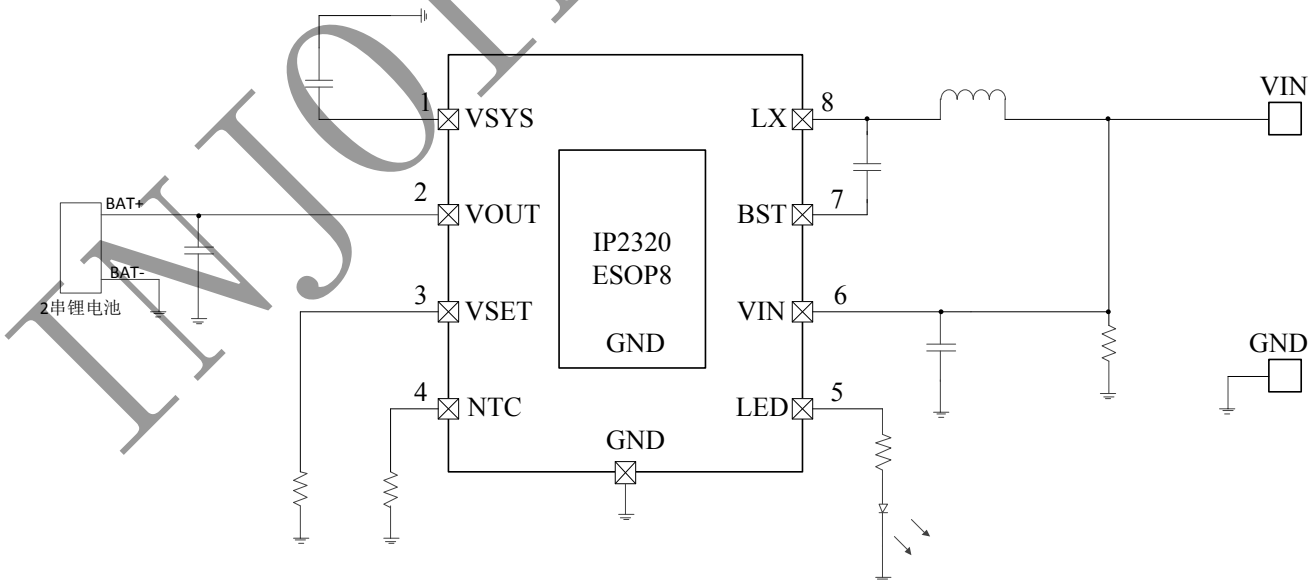 INJOI
VIN
1
VSYS
LX
8
BAT+
2
VOUT
BST
7
IP2320
ESOP8
BAT-
2串锂电池
3
VSET
VIN
6
GND
GND
4
NTC
LED
5
GND